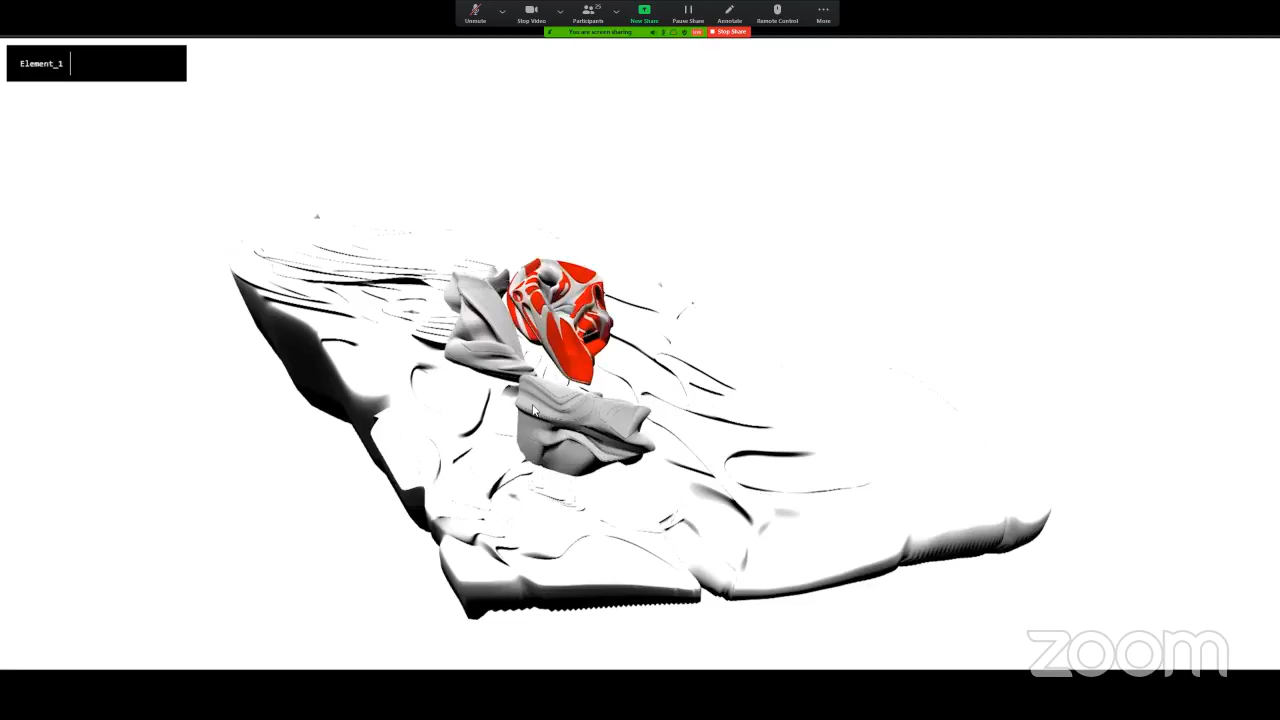 25
Unmute Stop Video Participants New Share Pause Share Annotate Remote Control More
You are screen sharing Stop Share
Element_1
zoom